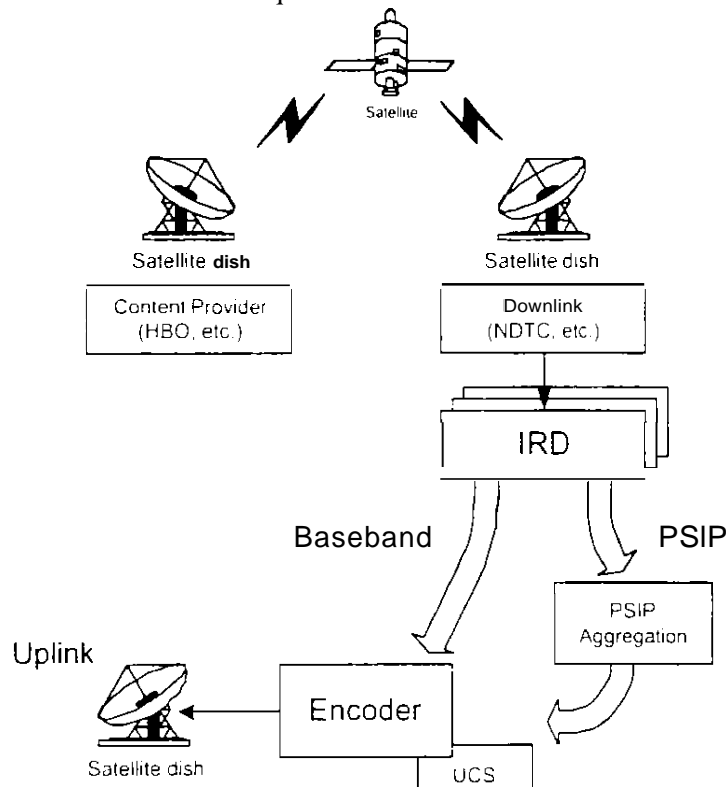 Satellite
Satellite dish
Satellite dish
Content Provider
(HBO, etc.)
Downlink
(NDTC, etc.)
IRD
Baseband
PSIP
PSIP
Aggregation
Uplink
Encoder
Satellite dish
UCS